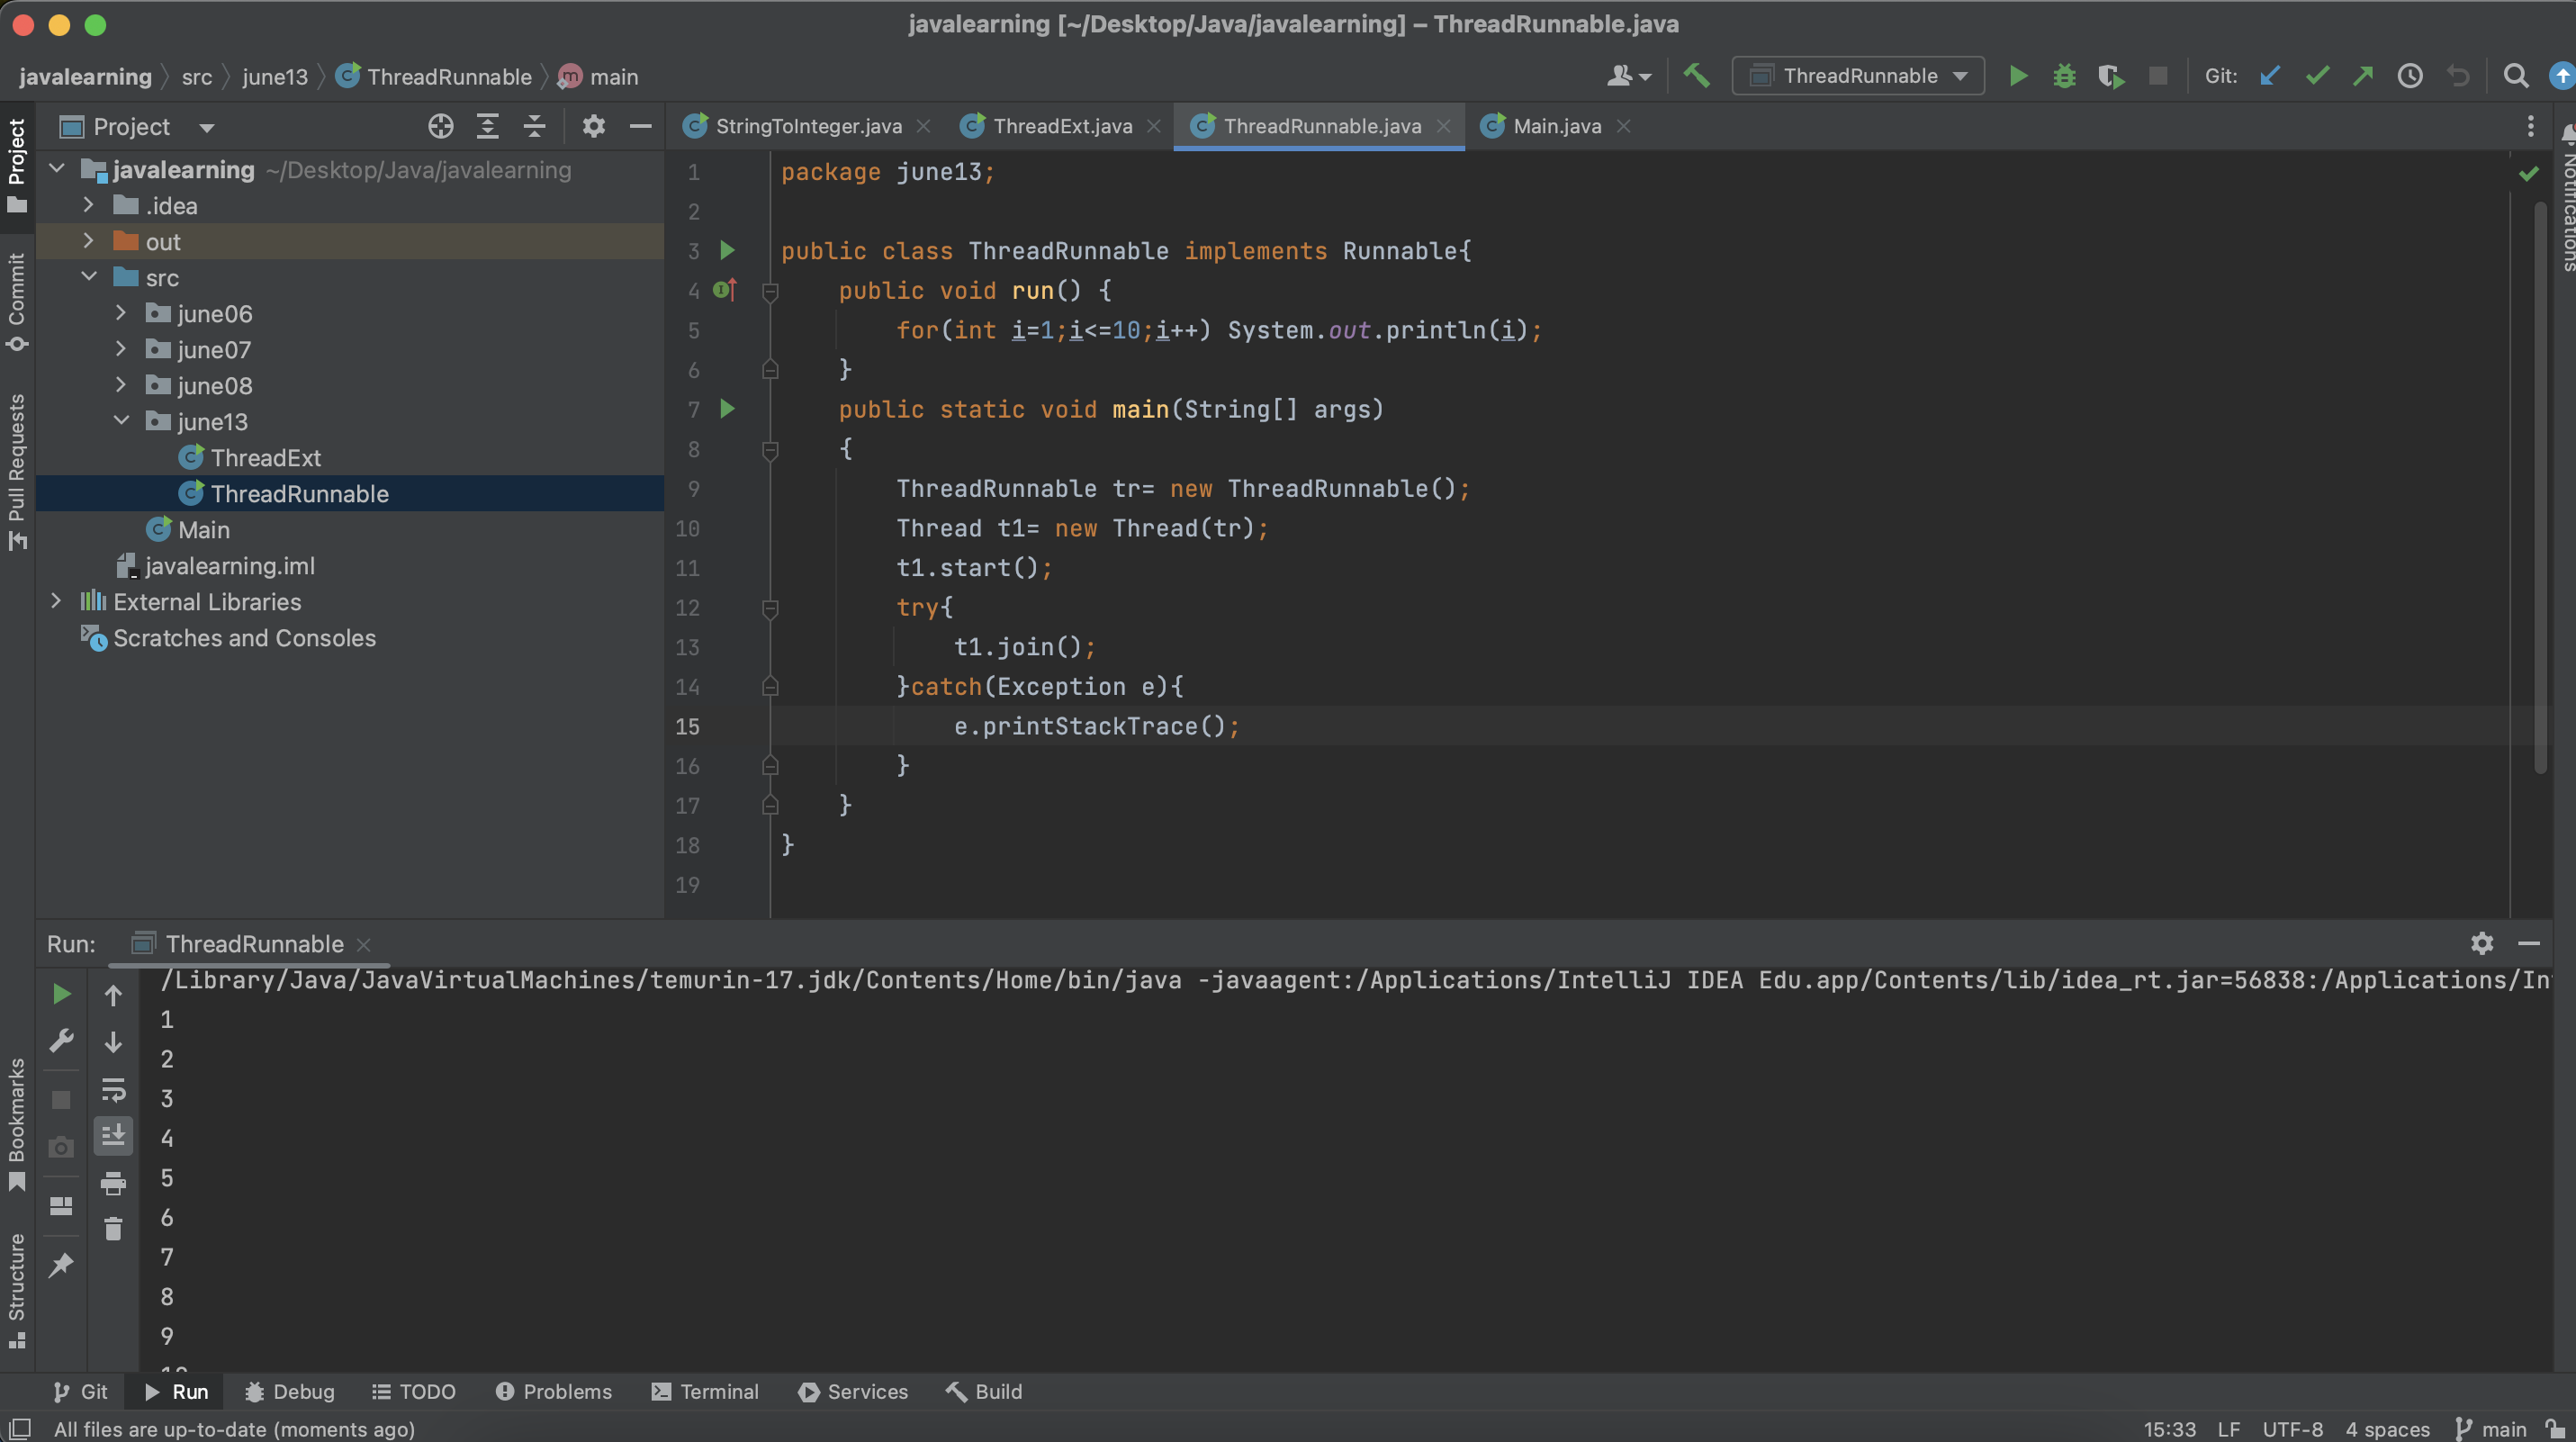 javalearning [~/Desktop/Java/javalearning] – ThreadRunnable.java
javalearning src june13 ThreadRunnable main
ThreadRunnable Git:
Project
StringToInteger.java ThreadExt.java ThreadRunnable.java Main.java
Project
Commit
Pull Requests
Bookmarks
Structure
Notifications
javalearning ~/Desktop/Java/javalearning
.idea
out
src
june06
june07
june08
june13
ThreadExt
ThreadRunnable
Main
javalearning.iml
External Libraries
Scratches and Consoles
1 package june13;
2
3 public class ThreadRunnable implements Runnable{
4     public void run() {
5         for(int i=1;i<=10;i++) System.out.println(i);
6     }
7     public static void main(String[] args)
8     {
9         ThreadRunnable tr= new ThreadRunnable();
10         Thread t1= new Thread(tr);
11         t1.start();
12         try{
13             t1.join();
14         }catch(Exception e){
15             e.printStackTrace();
16         }
17     }
18 }
19
Run: ThreadRunnable
/Library/Java/JavaVirtualMachines/temurin-17.jdk/Contents/Home/bin/java -javaagent:/Applications/IntelliJ IDEA Edu.app/Contents/lib/idea_rt.jar=56838:/Applications/In
1
2
3
4
5
6
7
8
9
Git Run Debug TODO Problems Terminal Services Build
All files are up-to-date (moments ago) 15:33 LF UTF-8 4 spaces main